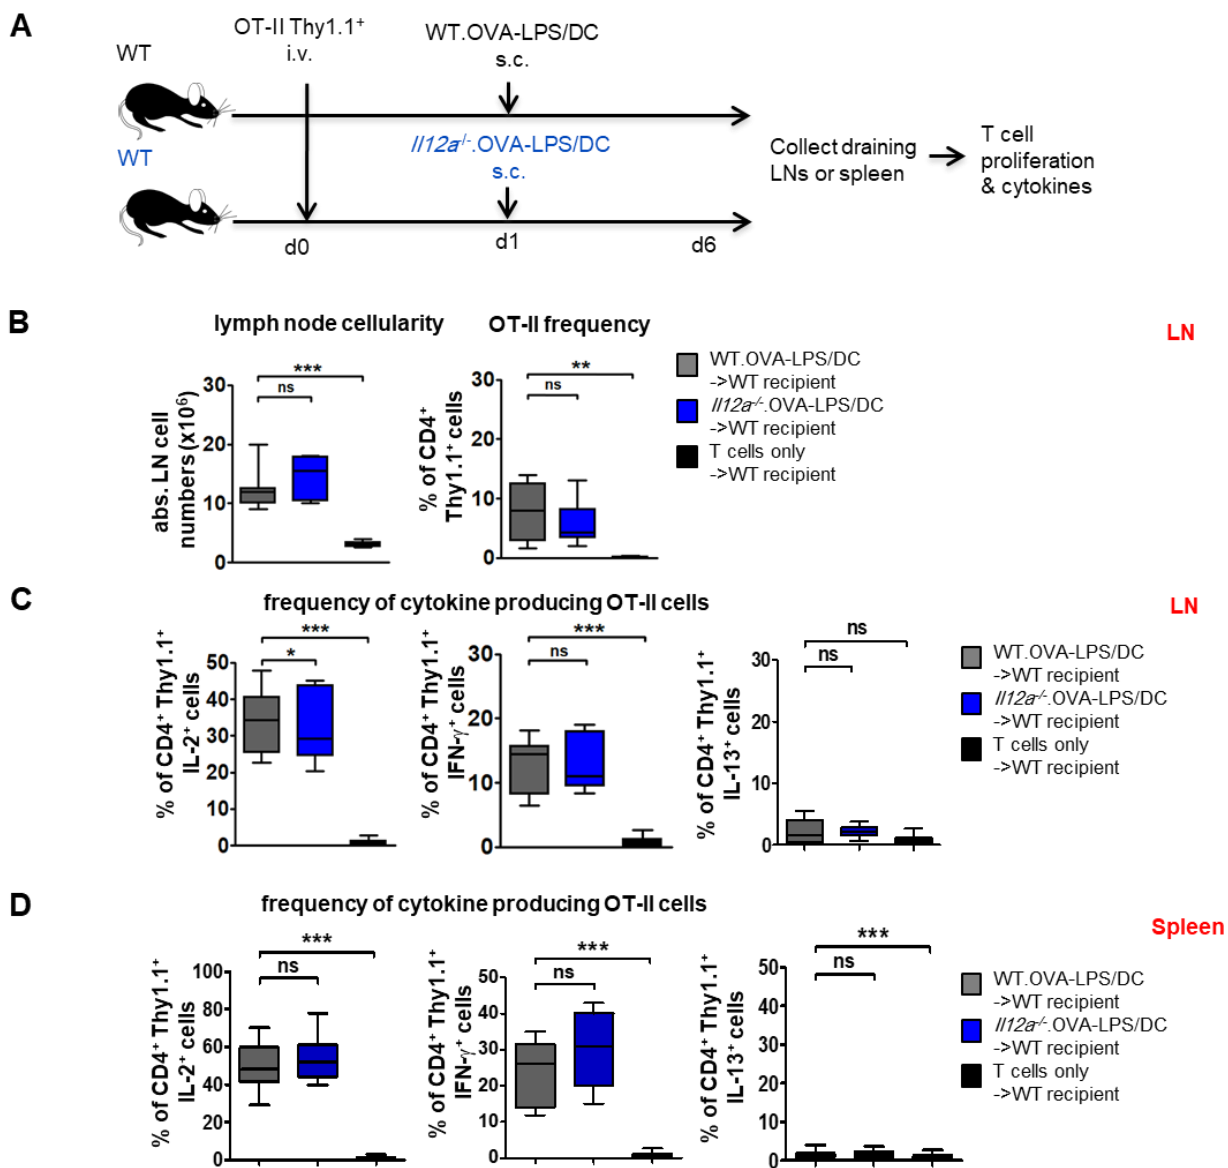 A
WT
OT-II Thy1.1⁺
i.v.
WT.OVA-LPS/DC
s.c.
WT
Il12a⁻/⁻.OVA-LPS/DC
s.c.
d0
d1
d6
Collect draining
LNs or spleen
T cell
proliferation
& cytokines
B
LN
lymph node cellularity
abs. LN cell
numbers (x10⁶)
30
20
10
0
***
ns
OT-II frequency
% of CD4⁺
Thy1.1⁺ cells
30
20
10
0
**
ns
WT.OVA-LPS/DC
->WT recipient
Il12a⁻/⁻.OVA-LPS/DC
->WT recipient
T cells only
->WT recipient
C
LN
frequency of cytokine producing OT-II cells
% of CD4⁺ Thy1.1⁺
IL-2⁺ cells
50
40
30
20
10
0
***
*
% of CD4⁺ Thy1.1⁺
IFN-γ⁺ cells
30
20
10
0
***
ns
% of CD4⁺ Thy1.1⁺
IL-13⁺ cells
30
20
10
0
ns
ns
WT.OVA-LPS/DC
->WT recipient
Il12a⁻/⁻.OVA-LPS/DC
->WT recipient
T cells only
->WT recipient
D
Spleen
frequency of cytokine producing OT-II cells
% of CD4⁺ Thy1.1⁺
IL-2⁺ cells
100
80
60
40
20
0
***
ns
% of CD4⁺ Thy1.1⁺
IFN-γ⁺ cells
50
40
30
20
10
0
***
ns
% of CD4⁺ Thy1.1⁺
IL-13⁺ cells
50
40
30
20
10
0
***
ns
WT.OVA-LPS/DC
->WT recipient
Il12a⁻/⁻.OVA-LPS/DC
->WT recipient
T cells only
->WT recipient